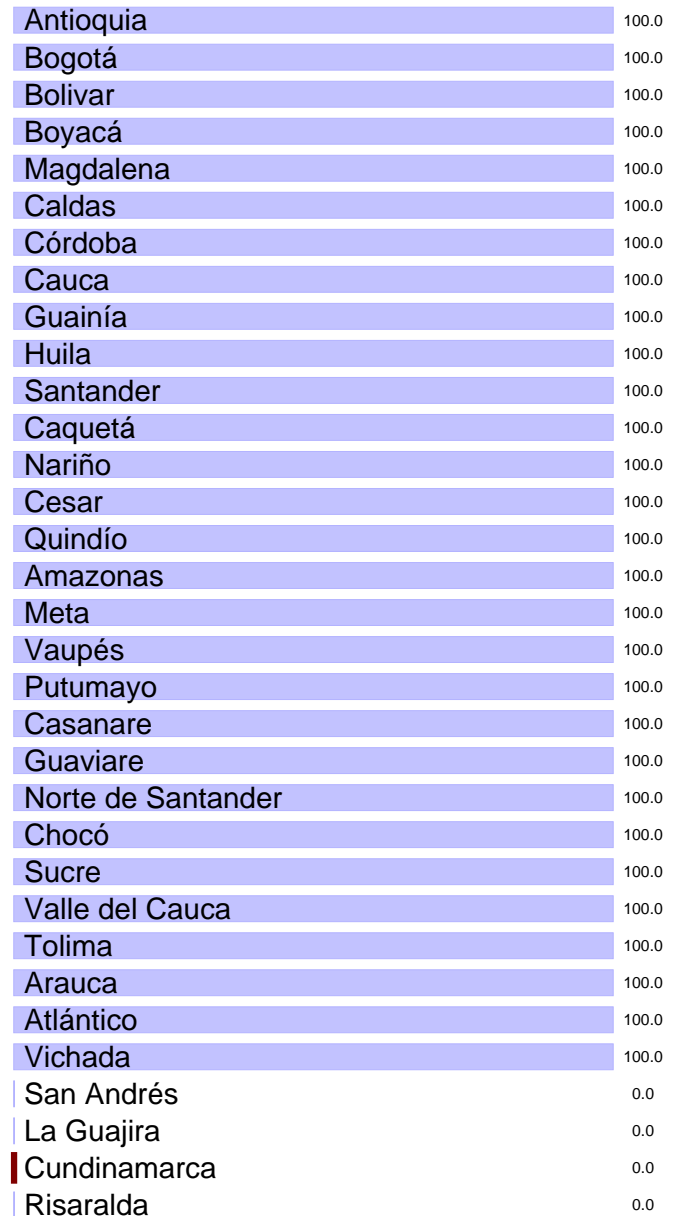 Antioquia 100.0
Bogotá 100.0
Bolivar 100.0
Boyacá 100.0
Magdalena 100.0
Caldas 100.0
Córdoba 100.0
Cauca 100.0
Guainía 100.0
Huila 100.0
Santander 100.0
Caquetá 100.0
Nariño 100.0
Cesar 100.0
Quindío 100.0
Amazonas 100.0
Meta 100.0
Vaupés 100.0
Putumayo 100.0
Casanare 100.0
Guaviare 100.0
Norte de Santander 100.0
Chocó 100.0
Sucre 100.0
Valle del Cauca 100.0
Tolima 100.0
Arauca 100.0
Atlántico 100.0
Vichada 100.0
San Andrés 0.0
La Guajira 0.0
Cundinamarca 0.0
Risaralda 0.0